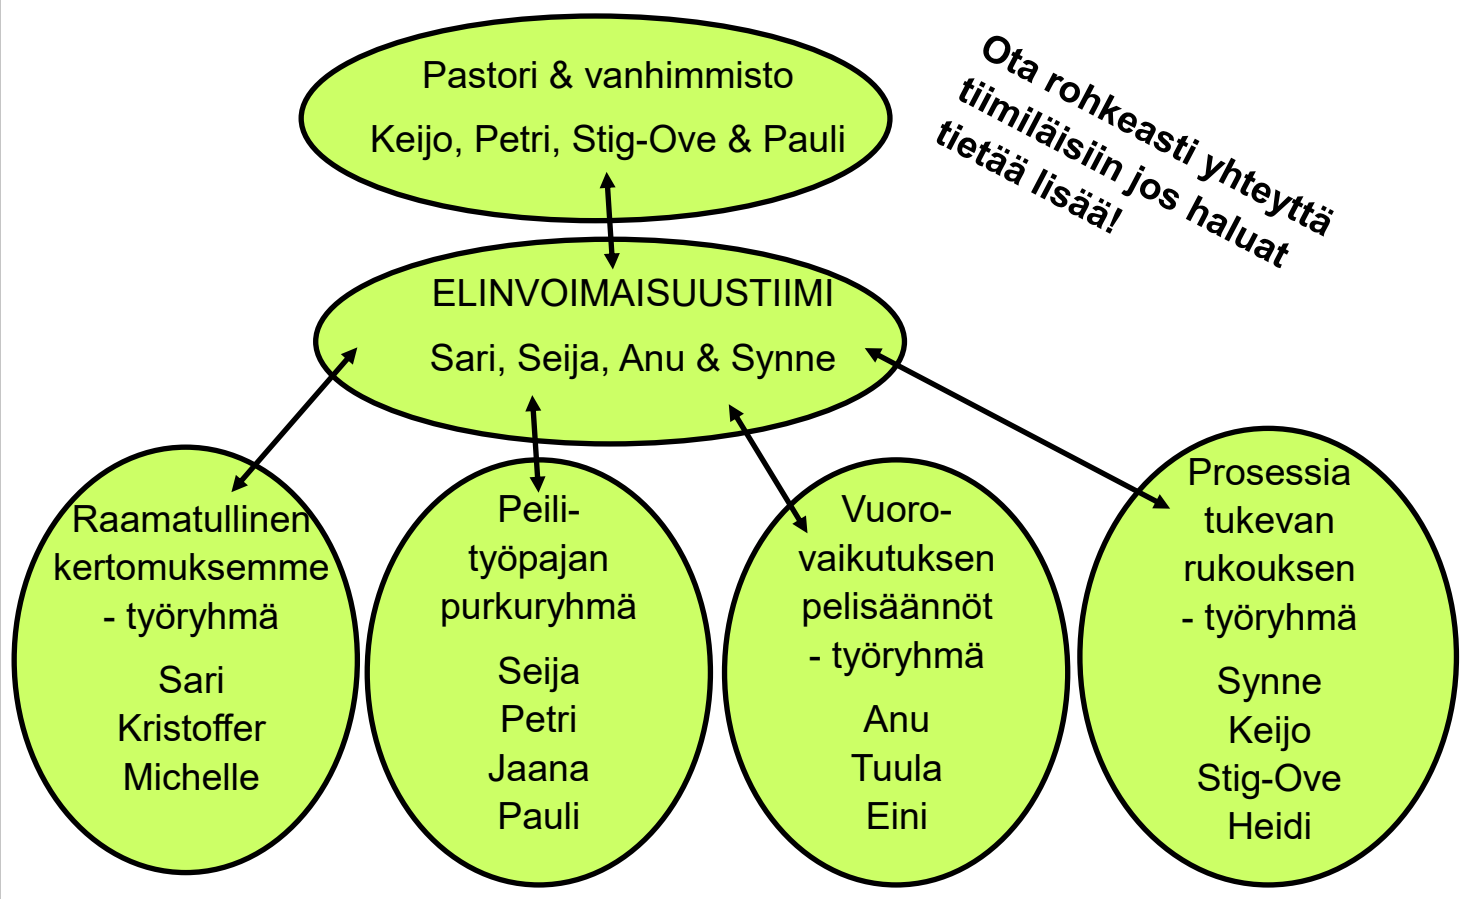 Pastori & vanhimmisto
Keijo, Petri, Stig-Ove & Pauli
Ota rohkeasti yhteyttä
tiimiläisiin jos haluat
tietää lisää!
ELINVOIMAISUUSTIIMI
Sari, Seija, Anu & Synne
Raamatullinen
kertomuksemme
- työryhmä
Sari
Kristoffer
Michelle
Peili-
työpajan
purkuryhmä
Seija
Petri
Jaana
Pauli
Vuoro-
vaikutuksen
pelisäännöt
- työryhmä
Anu
Tuula
Eini
Prosessia
tukevan
rukouksen
- työryhmä
Synne
Keijo
Stig-Ove
Heidi